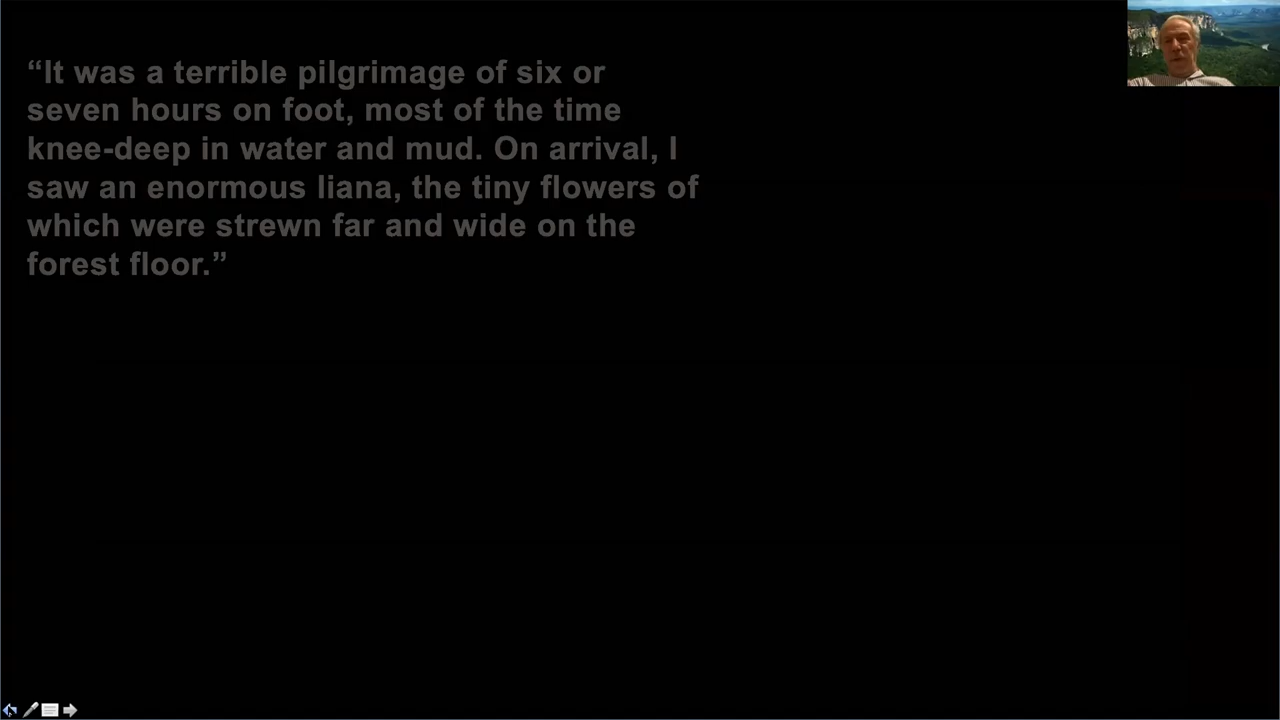 “It was a terrible pilgrimage of six or
seven hours on foot, most of the time
knee-deep in water and mud. On arrival, I
saw an enormous liana, the tiny flowers of
which were strewn far and wide on the
forest floor.”